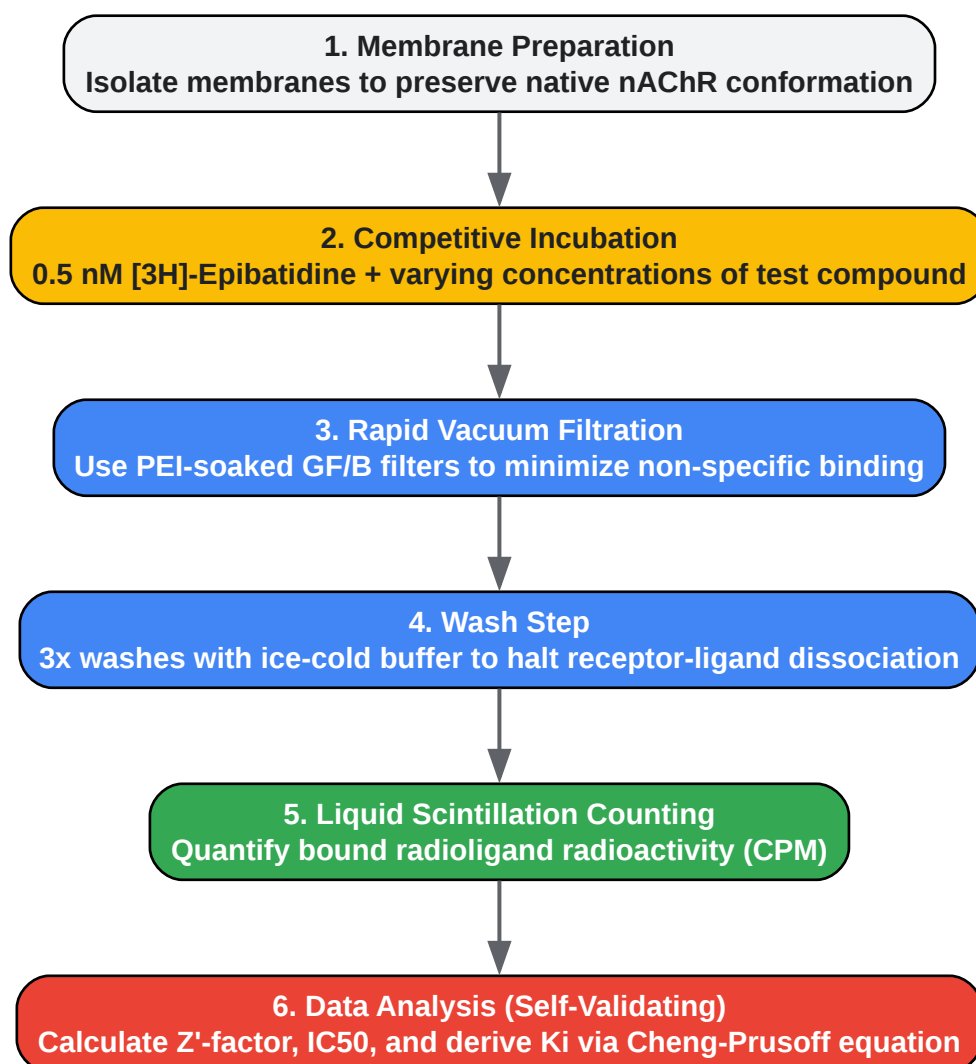 1. Membrane Preparation
Isolate membranes to preserve native nAChR conformation
2. Competitive Incubation
0.5 nM [3H]-Epibatidine + varying concentrations of test compound
3. Rapid Vacuum Filtration
Use PEI-soaked GF/B filters to minimize non-specific binding
4. Wash Step
3x washes with ice-cold buffer to halt receptor-ligand dissociation
5. Liquid Scintillation Counting
Quantify bound radioligand radioactivity (CPM)
6. Data Analysis (Self-Validating)
Calculate Z'-factor, IC50, and derive Ki via Cheng-Prusoff equation